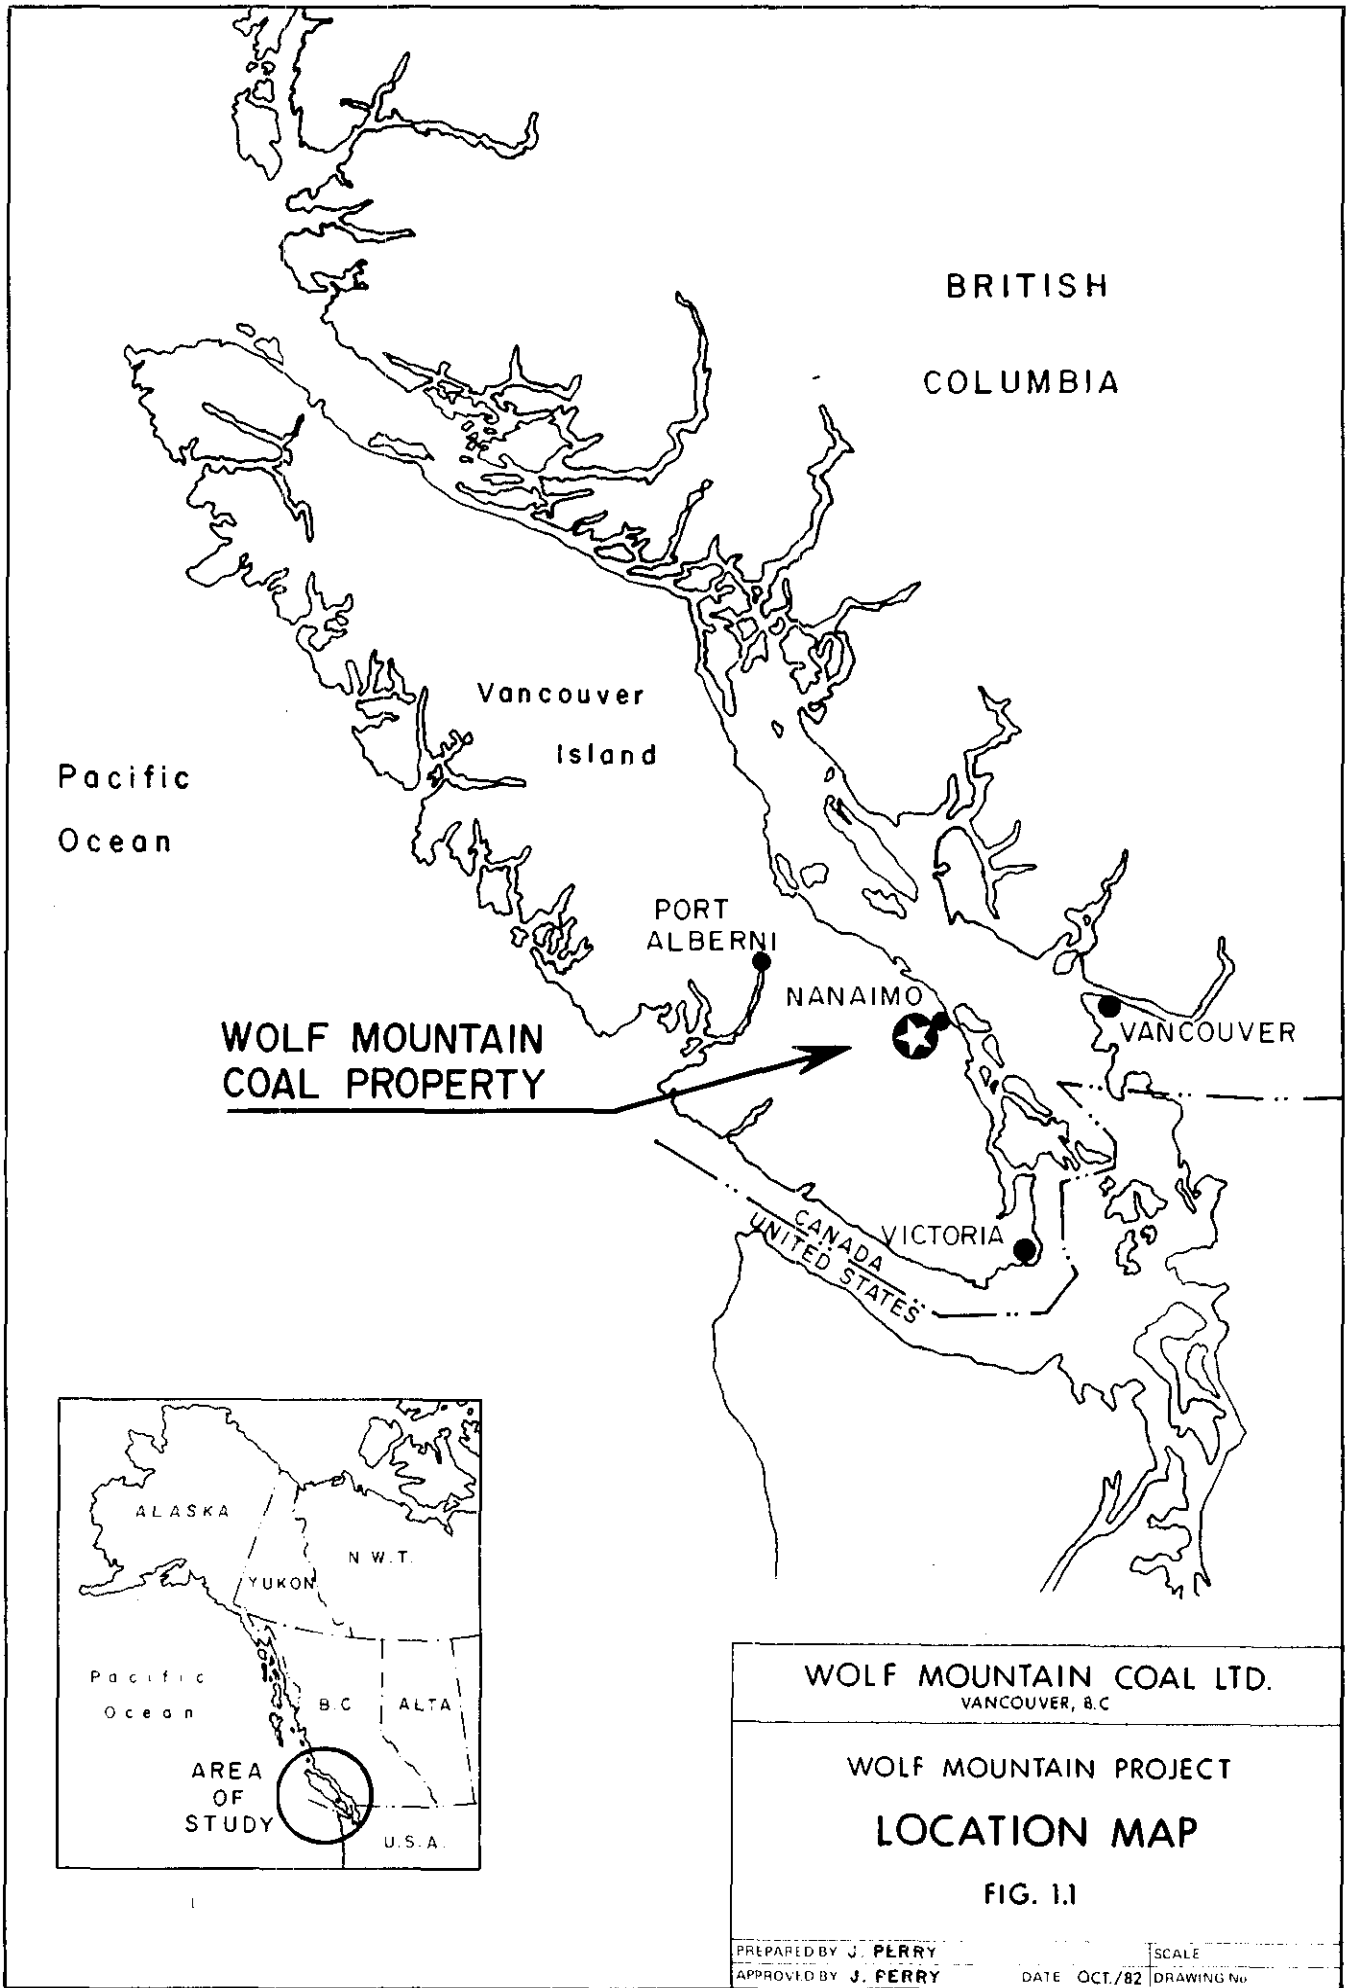 BRITISH
COLUMBIA
Vancouver
Island
Pacific
Ocean
PORT
ALBERNI
NANAIMO
VANCOUVER
WOLF MOUNTAIN
COAL PROPERTY
CANADA
UNITED STATES
VICTORIA
ALASKA
YUKON
N.W.T.
Pacific
Ocean
B.C
ALTA
AREA
OF
STUDY
U.S.A.
WOLF MOUNTAIN COAL LTD.
VANCOUVER, B.C
WOLF MOUNTAIN PROJECT
LOCATION MAP
FIG. 1.1
PREPARED BY J. PERRY
SCALE
APPROVED BY J. PERRY
DATE OCT./82
DRAWING No